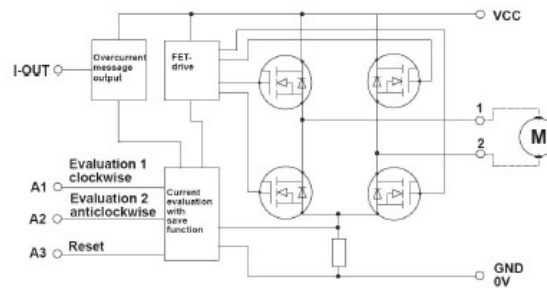 VCC
Overcurrent
message
output
FET-
drive
I-OUT
1
2
M
Evaluation 1
clockwise
A1
Evaluation 2
anticlockwise
A2
Reset
A3
Current
evaluation
with
save
function
GND
0V